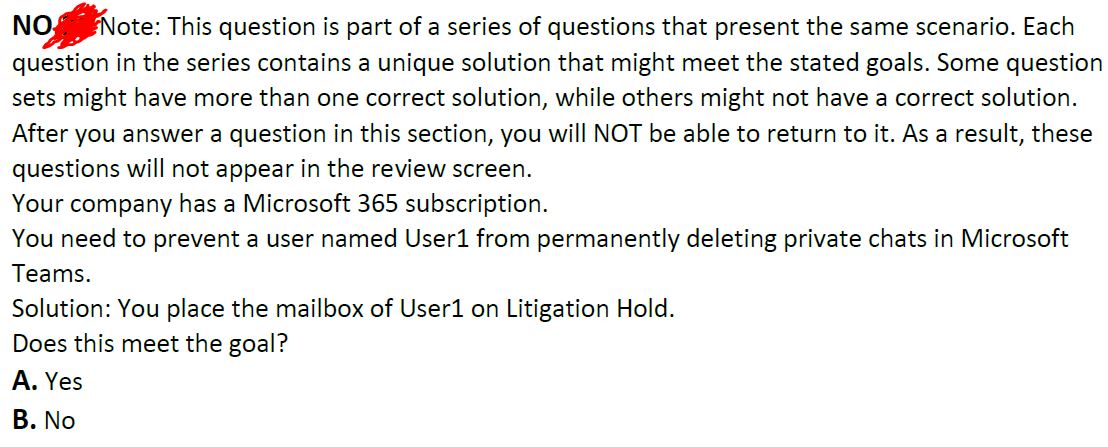 NO Note: This question is part of a series of questions that present the same scenario. Each
question in the series contains a unique solution that might meet the stated goals. Some question
sets might have more than one correct solution, while others might not have a correct solution.
After you answer a question in this section, you will NOT be able to return to it. As a result, these
questions will not appear in the review screen.
Your company has a Microsoft 365 subscription.
You need to prevent a user named User1 from permanently deleting private chats in Microsoft
Teams.
Solution: You place the mailbox of User1 on Litigation Hold.
Does this meet the goal?
A. Yes
B. No